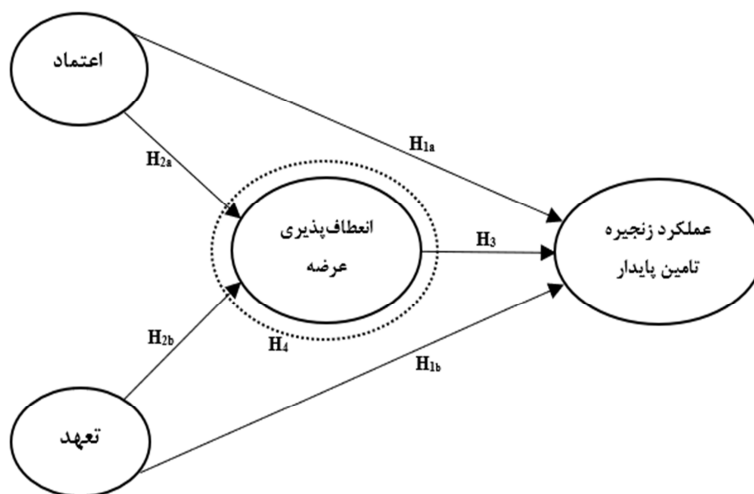 اعتماد
H1a
H2a
انعطاف‌پذیری
عرضه
عملکرد زنجیره
تامین پایدار
H3
H2b
H4
H1b
تعهد